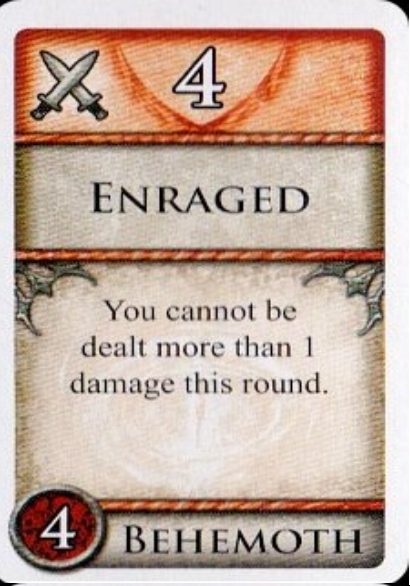 4
ENRAGED
You cannot be
dealt more than 1
damage this round.
4 BEHEMOTH